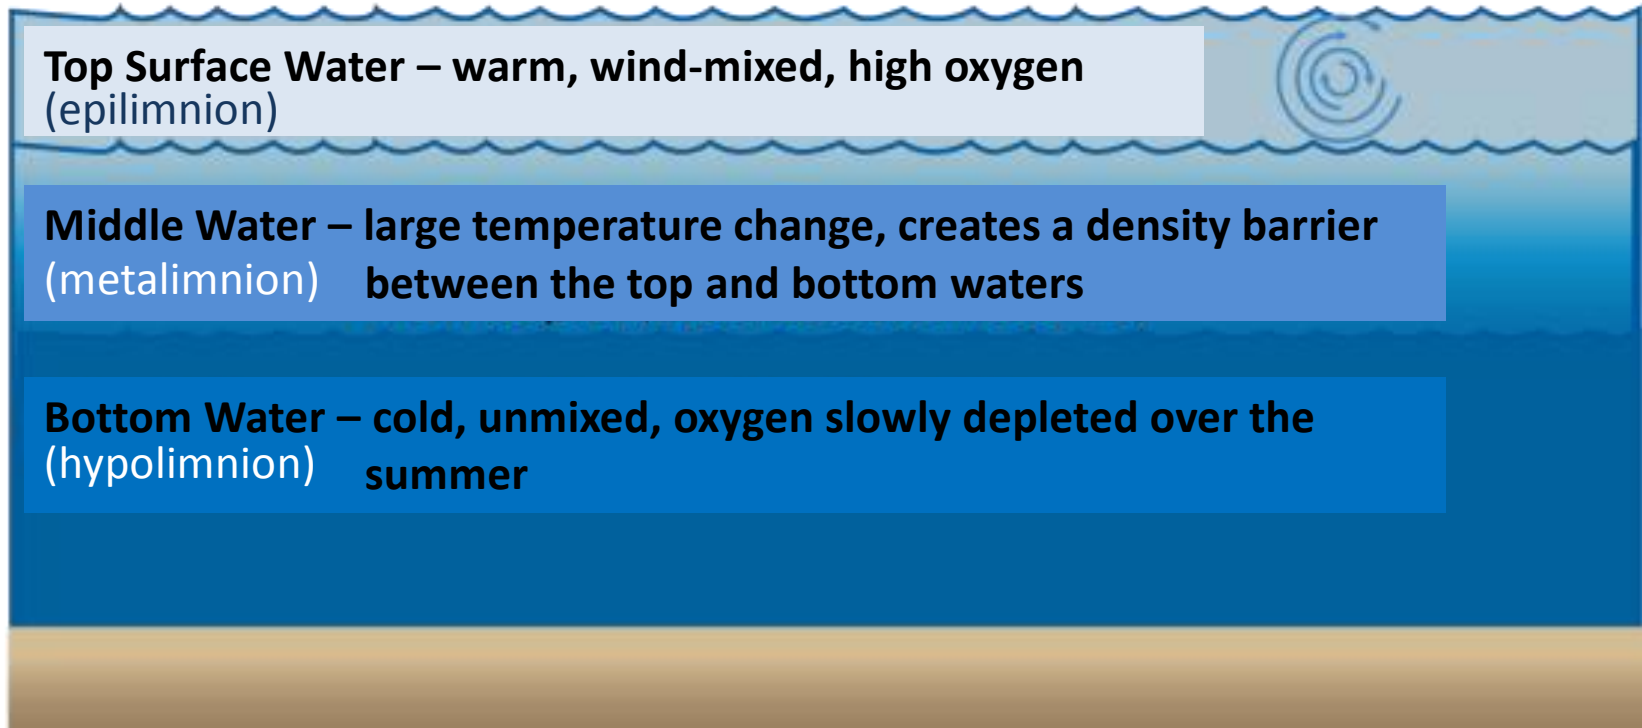 Top Surface Water – warm, wind-mixed, high oxygen
(epilimnion)
Middle Water – large temperature change, creates a density barrier
(metalimnion) between the top and bottom waters
Bottom Water – cold, unmixed, oxygen slowly depleted over the
(hypolimnion) summer